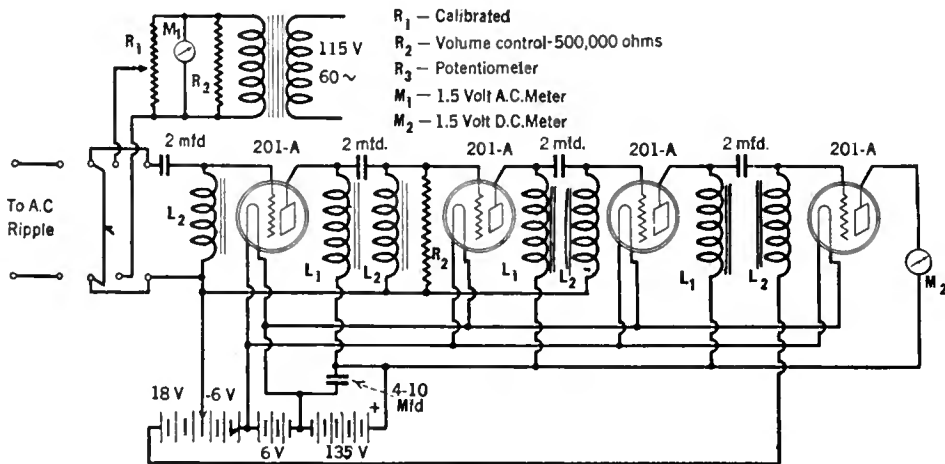 R1 — Calibrated
R2 — Volume control-500,000 ohms
R3 — Potentiometer
M1 — 1.5 Volt A.C. Meter
M2 — 1.5 Volt D.C. Meter
R1
M1
R2
115 V
60 ~
2 mfd
201-A
2 mfd.
201-A
2 mfd.
201-A
2 mfd.
201-A
To A.C
Ripple
L2
L1
L2
R2
L1
L2
L1
L2
M2
18 V
-6 V
4-10
Mfd
+
6 V
135 V